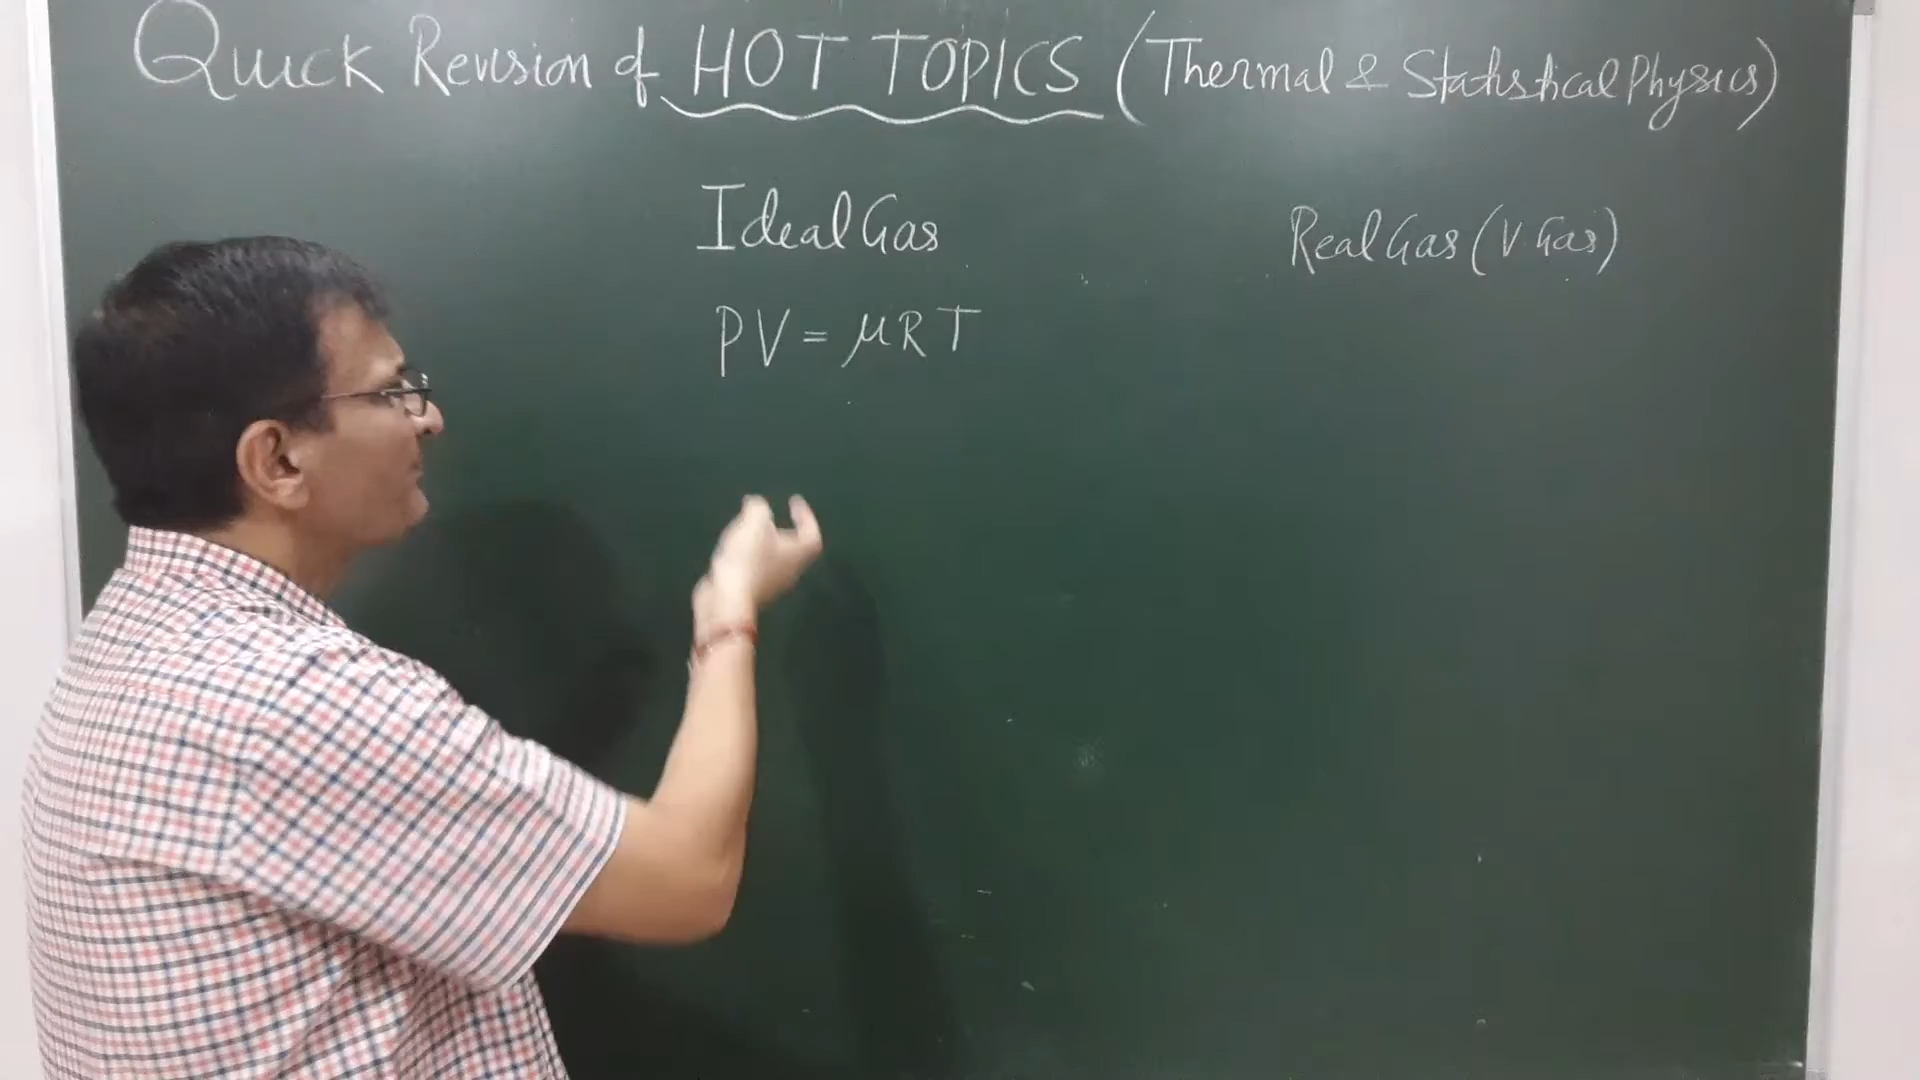 Quick Revision of HOT TOPICS (Thermal & Statistical Physics)
Ideal Gas
Real Gas (V. Gas)
PV = μRT